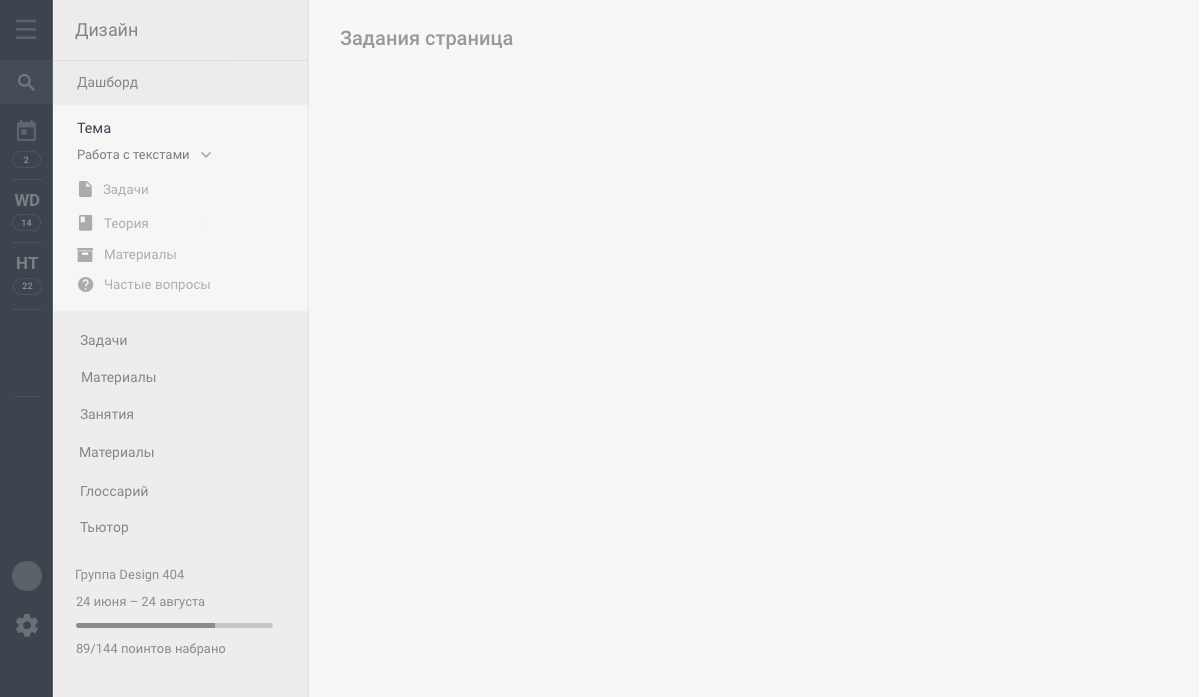 2
WD
14
HT
22
Дизайн
Дашборд
Тема
Работа с текстами
Задачи
Теория
Материалы
Частые вопросы
Задачи
Материалы
Занятия
Материалы
Глоссарий
Тьютор
Группа Design 404
24 июня – 24 августа
89/144 поинтов набрано
Задания страница